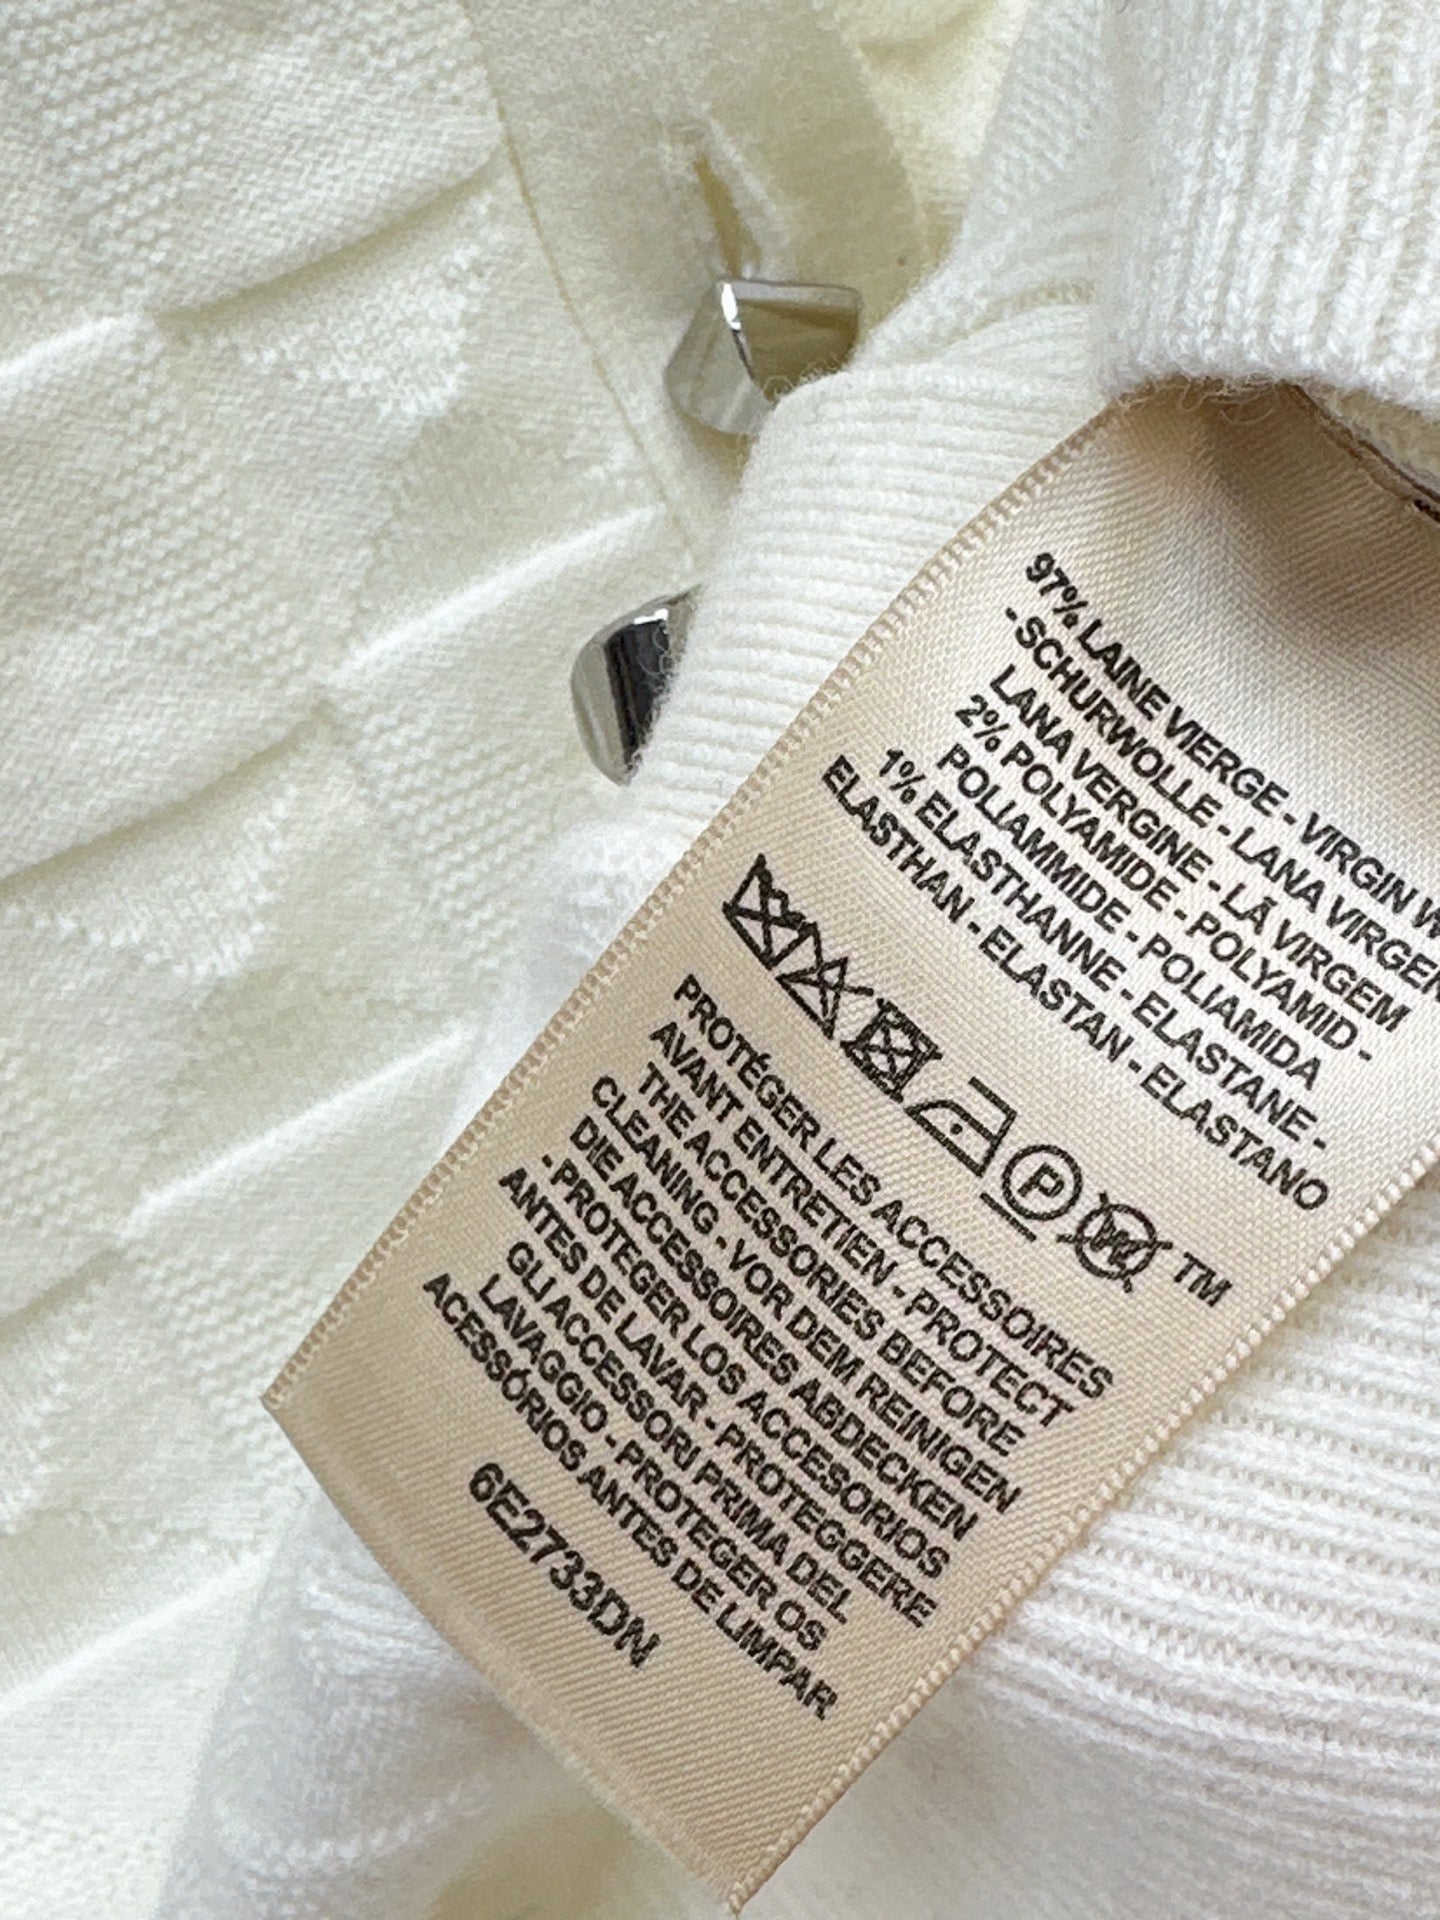 97% LAINE VIERGE - VIRGIN
- SCHURWOLLE - LANA VIRGEN
LANA VERGINE - LÃ VIRGEM
2% POLYAMIDE - POLYAMID -
POLIAMMIDE - POLIAMIDA
1% ELASTHANNE - ELASTANE -
ELASTHAN - ELASTAN - ELASTANO
P W TM
PROTÉGER LES ACCESSOIRES
AVANT ENTRETIEN - PROTECT
THE ACCESSORIES BEFORE
CLEANING - VOR DEM REINIGEN
DIE ACCESSOIRES ABDECKEN
- PROTEGER LOS ACCESORIOS
ANTES DE LAVAR - PROTEGGERE
GLI ACCESSORI PRIMA DEL
LAVAGGIO - PROTEGER OS
ACESSÓRIOS ANTES DE LIMPAR
6E2733DN